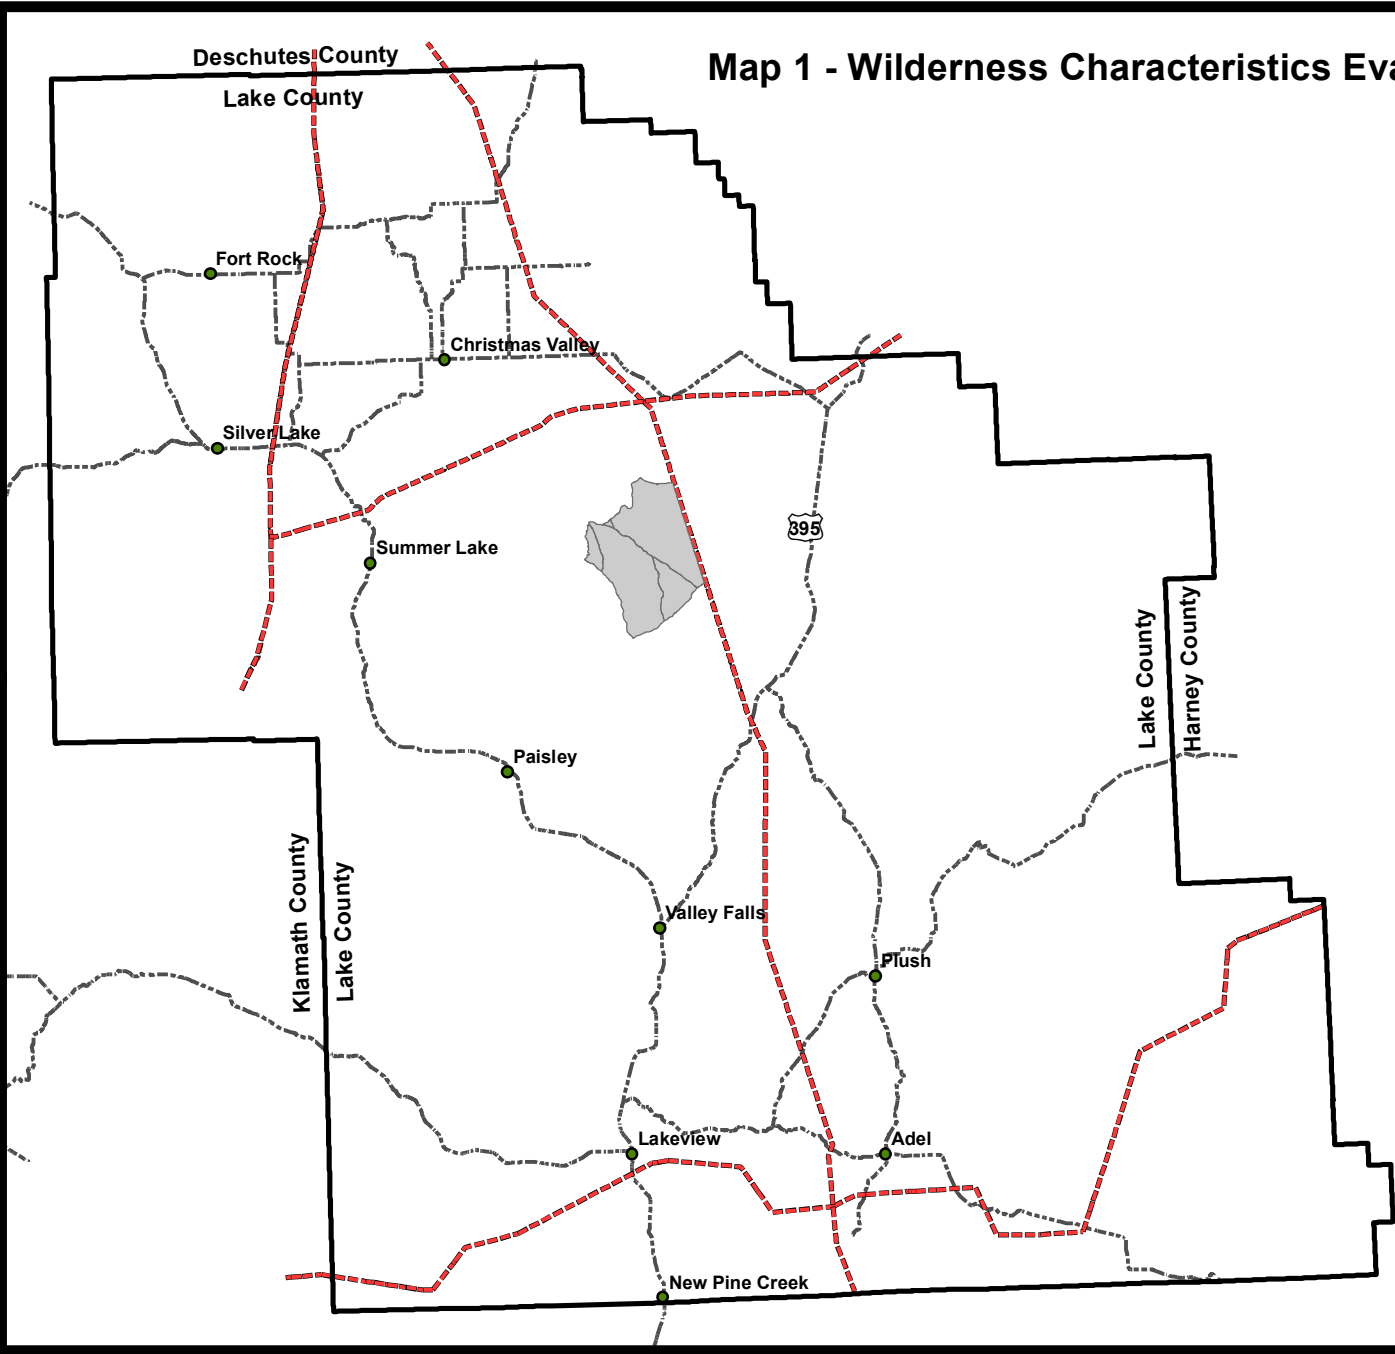 Deschutes County
Lake County
Map 1 - Wilderness Characteristics
Fort Rock
Christmas Valley
Silver Lake
395
Summer Lake
Lake County
Harney County
Paisley
Klamath County
Lake County
Valley Falls
Plush
Lakeview
Adel
New Pine Creek